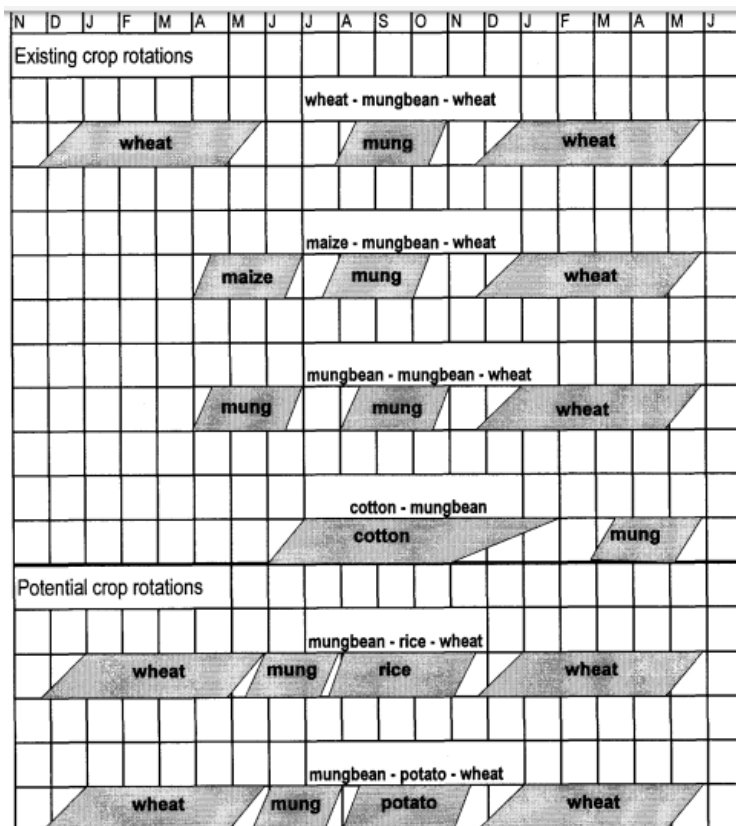 N D J F M A M J J A S O N D J F M A M J
Existing crop rotations
wheat - mungbean - wheat
wheat mung wheat
maize - mungbean - wheat
maize mung wheat
mungbean - mungbean - wheat
mung mung wheat
cotton - mungbean
cotton mung
Potential crop rotations
mungbean - rice - wheat
wheat mung rice wheat
mungbean - potato - wheat
wheat mung potato wheat